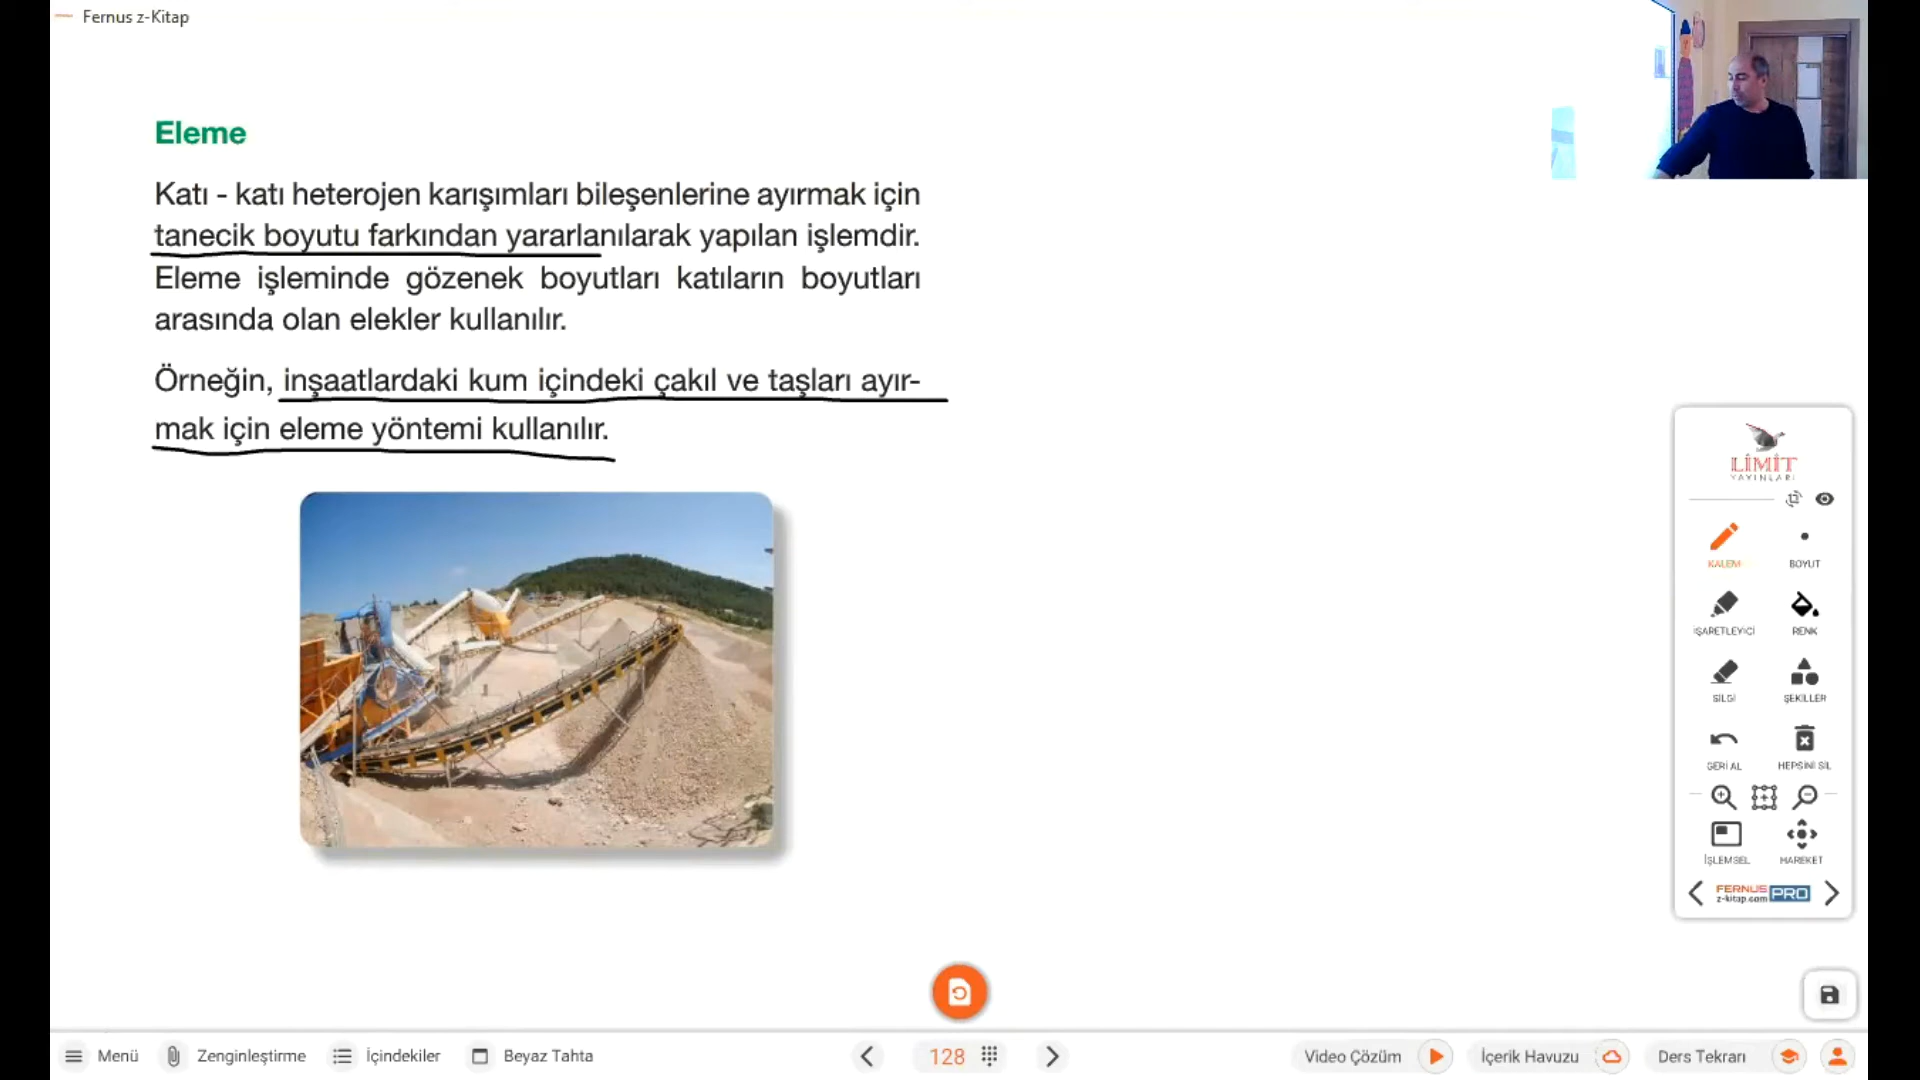 Fernus z-Kitap
Eleme
Katı - katı heterojen karışımları bileşenlerine ayırmak için
tanecik boyutu farkından yararlanılarak yapılan işlemdir.
Eleme işleminde gözenek boyutları katıların boyutları
arasında olan elekler kullanılır.
Örneğin, inşaatlardaki kum içindeki çakıl ve taşları ayır-
mak için eleme yöntemi kullanılır.
LİMİT
YAYINLARI
KALEM
BOYUT
İŞARETLEYİCİ
RENK
SİLGİ
ŞEKİLLER
GERİ AL
HEPSİNİ SİL
İŞLEMSEL
HAREKET
FERNUS
z-kitap.com
PRO
Menü
Zenginleştirme
İçindekiler
Beyaz Tahta
128
Video Çözüm
İçerik Havuzu
Ders Tekrarı